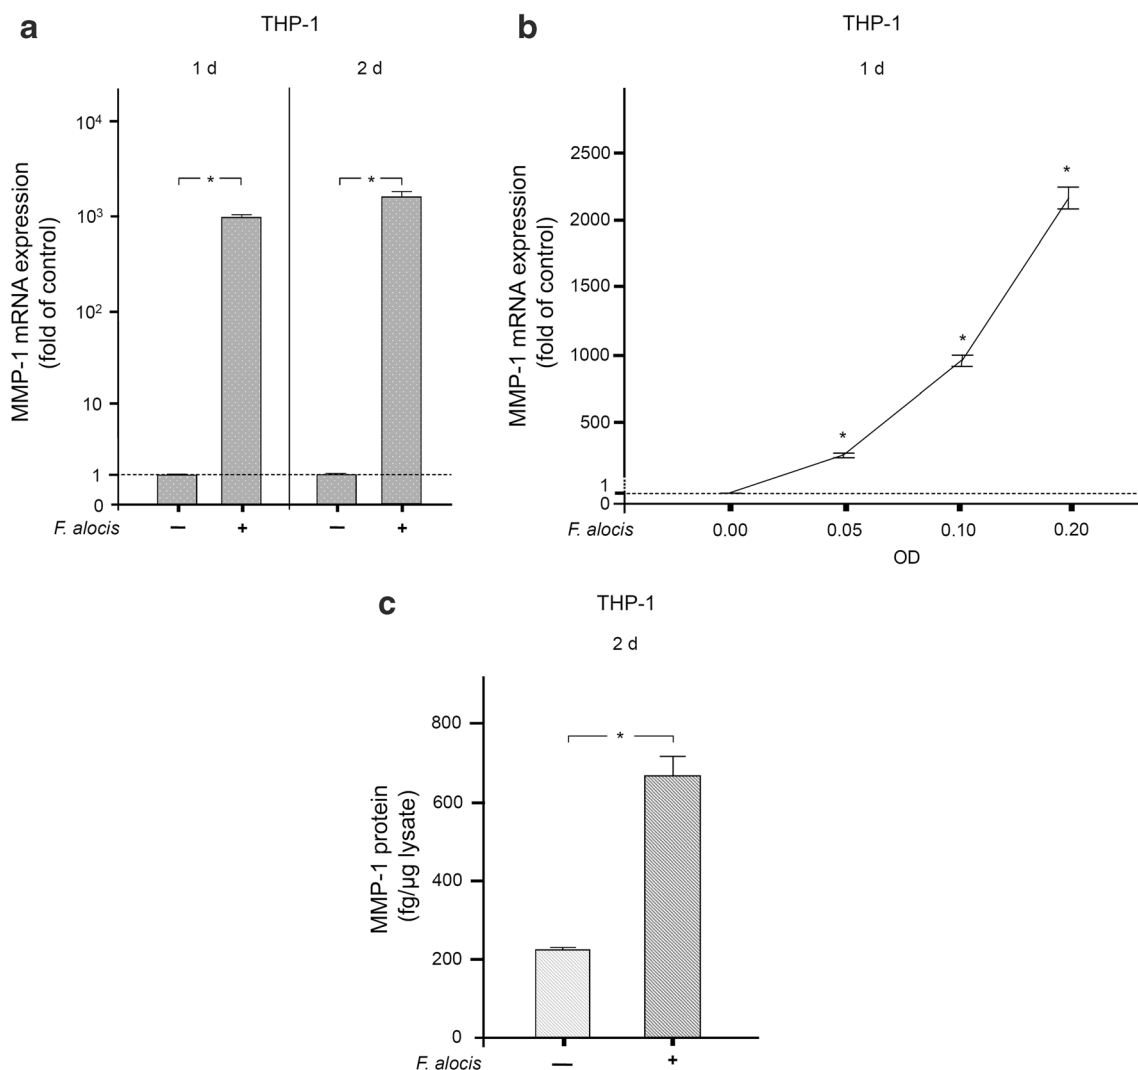 a
THP-1
1 d
2 d
MMP-1 mRNA expression
(fold of control)
10⁴
10³
10²
10
1
0
*
*
F. alocis
–
+
–
+
b
THP-1
1 d
MMP-1 mRNA expression
(fold of control)
2500
2000
1500
1000
500
1
0
*
*
*
F. alocis
0.00
0.05
0.10
0.20
OD
c
THP-1
2 d
MMP-1 protein
(fg/µg lysate)
800
600
400
200
0
*
F. alocis
–
+